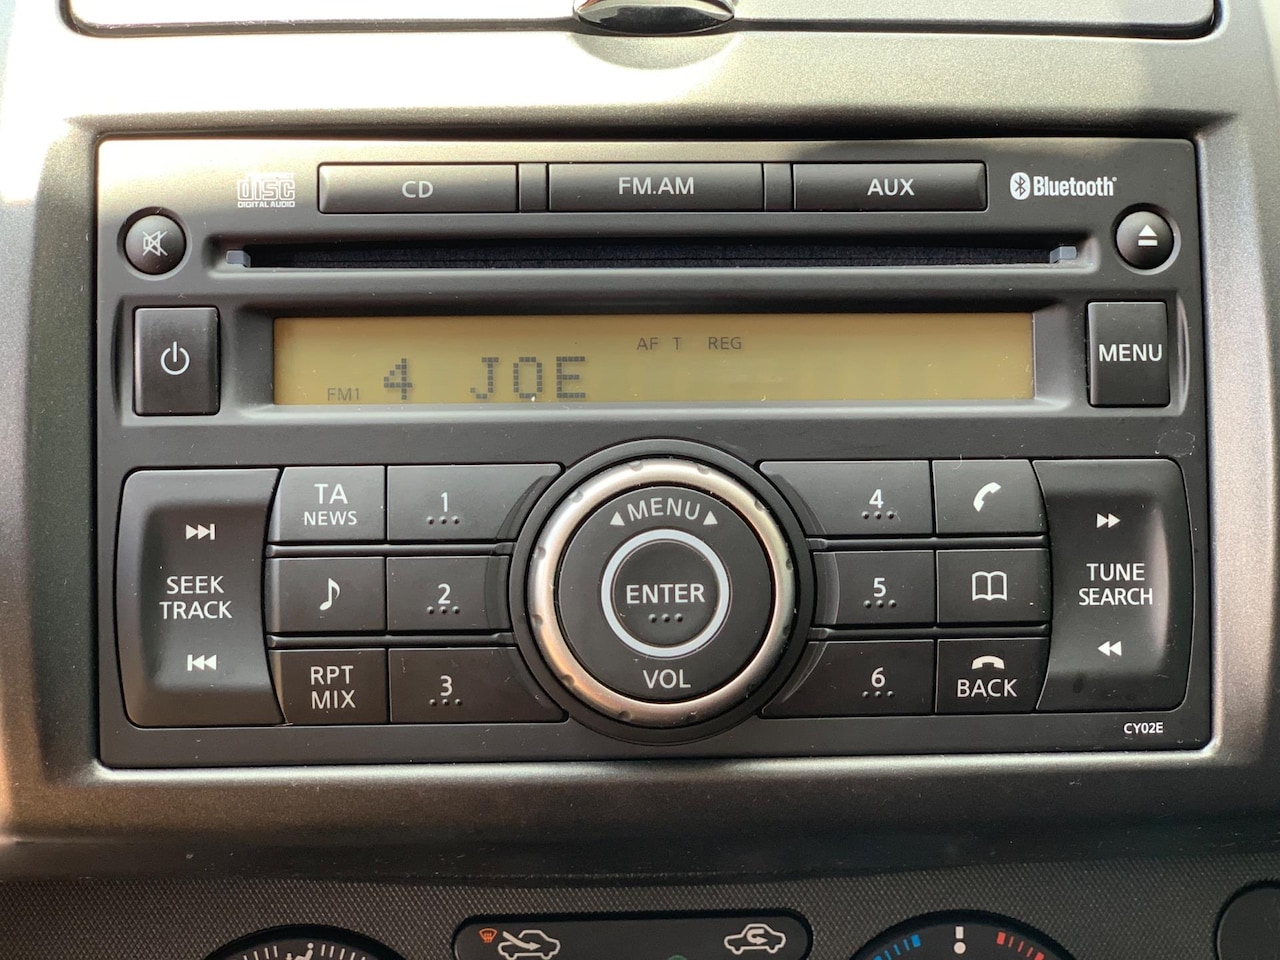 COMPACT
DISC
DIGITAL AUDIO
CD
FM.AM
AUX
Bluetooth®
AF T REG
FM1 4 JOE
MENU
TA
NEWS
1
MENU
4
SEEK
TRACK
2
ENTER
5
TUNE
SEARCH
RPT
MIX
3
VOL
6
BACK
CY02E